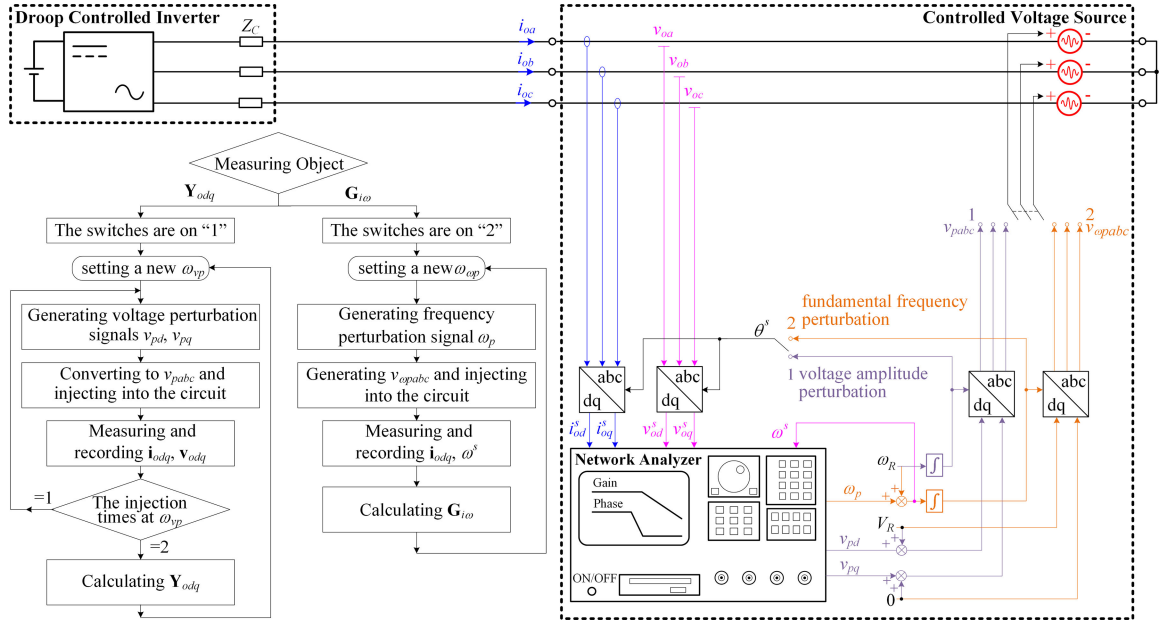 Droop Controlled Inverter
Z_C
i_oa
i_ob
i_oc
v_oa
v_ob
v_oc
Controlled Voltage Source
+ -
+ -
+ -
Measuring Object
Y_odq
G_iω
The switches are on “1”
setting a new ω_vp
Generating voltage perturbation
signals v_pd, v_pq
Converting to v_pabc and
injecting into the circuit
Measuring and
recording i_odq, v_odq
=1
The injection
times at ω_vp
=2
Calculating Y_odq
The switches are on “2”
setting a new ω_ωp
Generating frequency
perturbation signal ω_p
Generating v_ωpabc and injecting
into the circuit
Measuring and
recording i_odq, ω^s
Calculating G_iω
1
v_pabc
2
v_ωpabc
fundamental frequency
perturbation
θ^s
2
1 voltage amplitude
perturbation
abc
dq
abc
dq
abc
dq
abc
dq
i^s_od
i^s_oq
v^s_od
v^s_oq
ω^s
Network Analyzer
Gain
Phase
ON/OFF
ω_R
∫
ω_p
+
+
∫
V_R
v_pd
+
+
v_pq
+
+
0